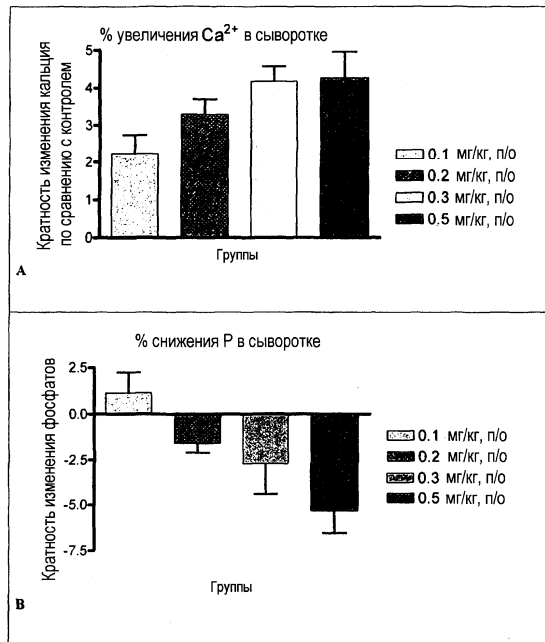 % увеличения Ca²⁺ в сыворотке
Кратность изменения кальция
по сравнению с контролем
5
4
3
2
1
0
0.1 мг/кг, п/о
0.2 мг/кг, п/о
0.3 мг/кг, п/о
0.5 мг/кг, п/о
Группы
A
% снижения P в сыворотке
Кратность изменения фосфатов
2.5
0.0
-2.5
-5.0
-7.5
0.1 мг/кг, п/о
0.2 мг/кг, п/о
0.3 мг/кг, п/о
0.5 мг/кг, п/о
Группы
B